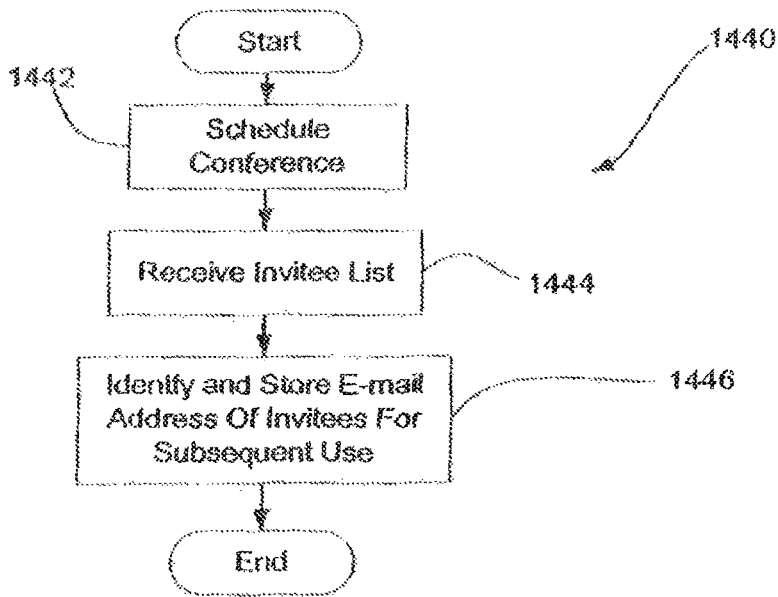 Start
1440
1442
Schedule
Conference
Receive Invitee List
1444
Identify and Store E-mail
Address Of Invitees For
Subsequent Use
1446
End